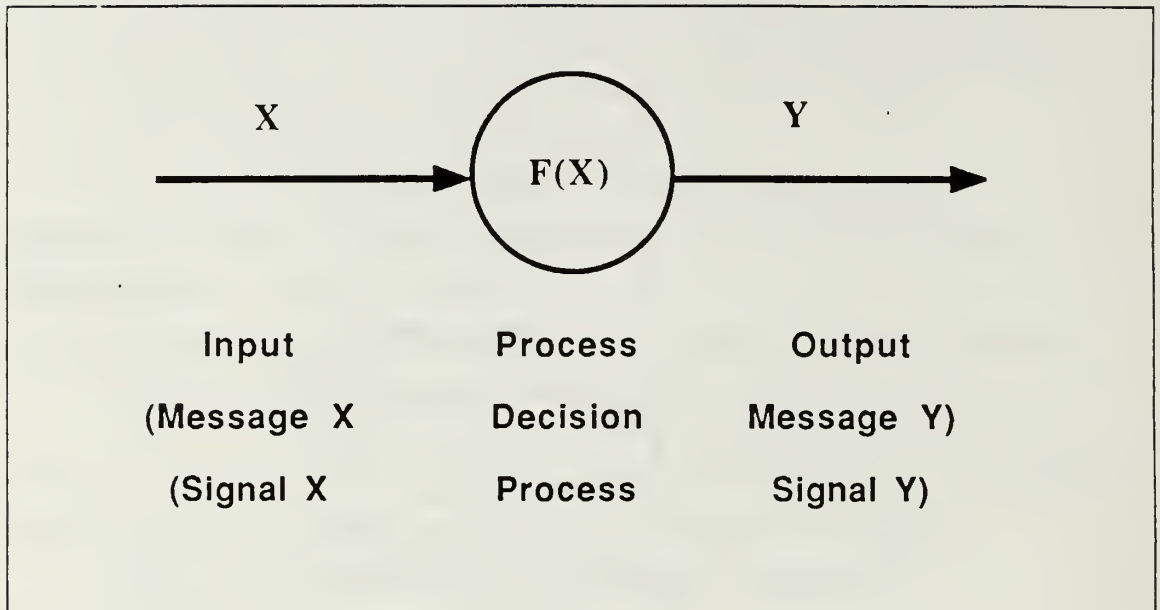 X Y
F(X)
Input Process Output
(Message X Decision Message Y)
(Signal X Process Signal Y)